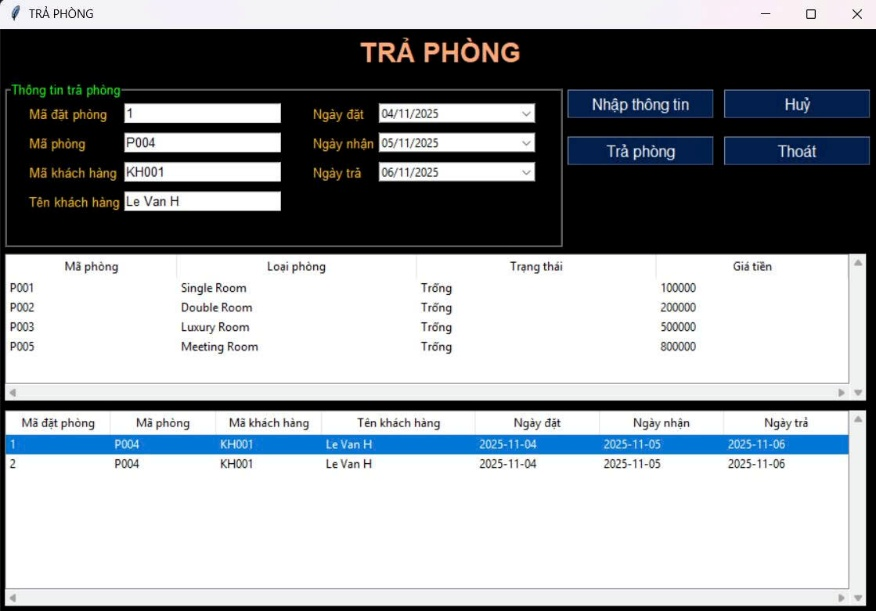 TRẢ PHÒNG
TRẢ PHÒNG
Thông tin trả phòng
Mã đặt phòng 1 Ngày đặt 04/11/2025
Mã phòng P004 Ngày nhận 05/11/2025
Mã khách hàng KH001 Ngày trả 06/11/2025
Tên khách hàng Le Van H
Nhập thông tin Huỷ
Trả phòng Thoát
Mã phòng Loại phòng Trạng thái Giá tiền
P001 Single Room Trống 100000
P002 Double Room Trống 200000
P003 Luxury Room Trống 500000
P005 Meeting Room Trống 800000
Mã đặt phòng Mã phòng Mã khách hàng Tên khách hàng Ngày đặt Ngày nhận Ngày trả
1 P004 KH001 Le Van H 2025-11-04 2025-11-05 2025-11-06
2 P004 KH001 Le Van H 2025-11-04 2025-11-05 2025-11-06